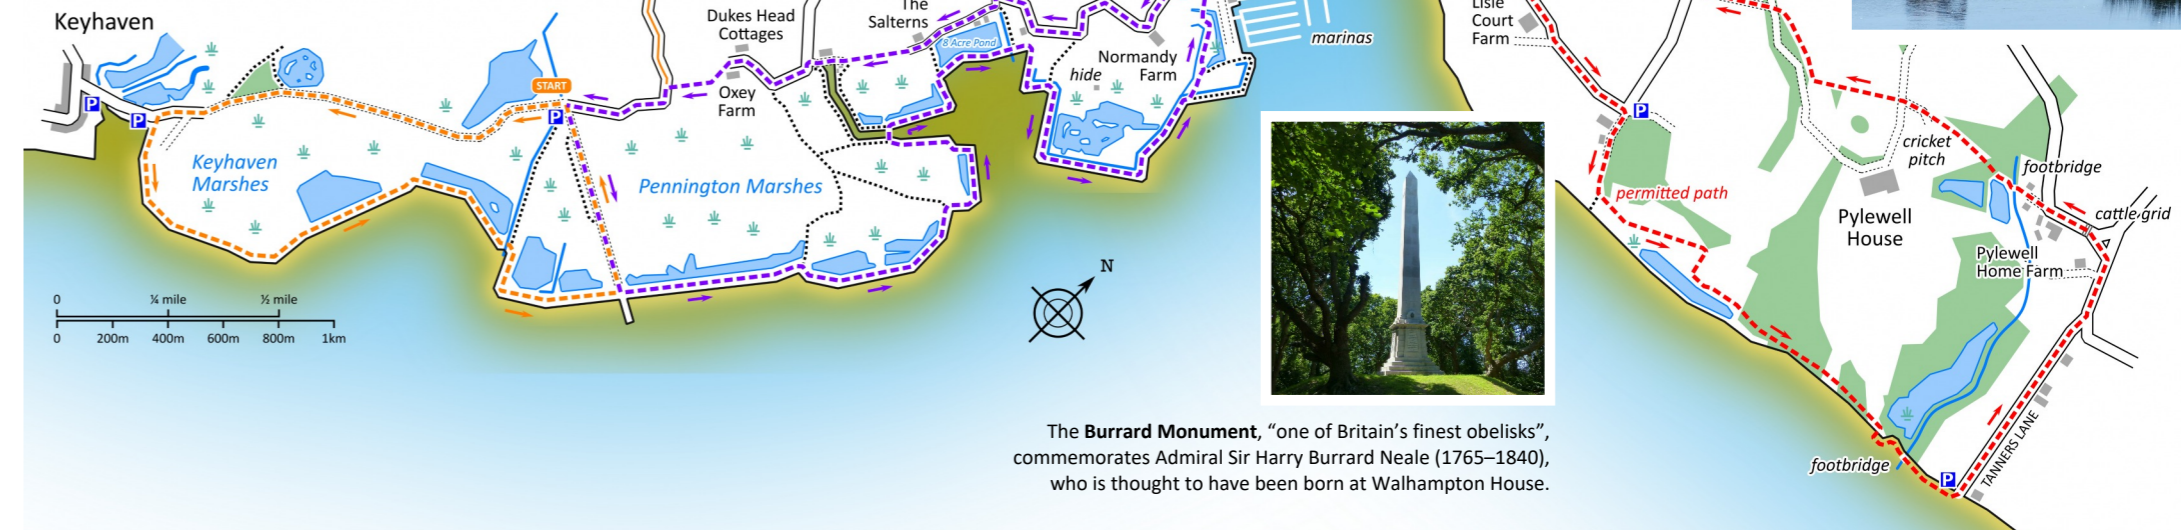 Keyhaven
P
P
Keyhaven
Marshes
START
P
Dukes Head
Cottages
Oxey
Farm
The
Salterns
8 Acre Pond
Pennington Marshes
hide
Normandy
Farm
marinas
N
0 ¼ mile ½ mile
0 200m 400m 600m 800m 1km
The Burrard Monument, “one of Britain’s finest obelisks”,
commemorates Admiral Sir Harry Burrard Neale (1765–1840),
who is thought to have been born at Walhampton House.
Lisle
Court
Farm
P
permitted path
cricket
pitch
footbridge
cattle grid
Pylewell
House
Pylewell
Home Farm
footbridge
P
TANNERS LANE